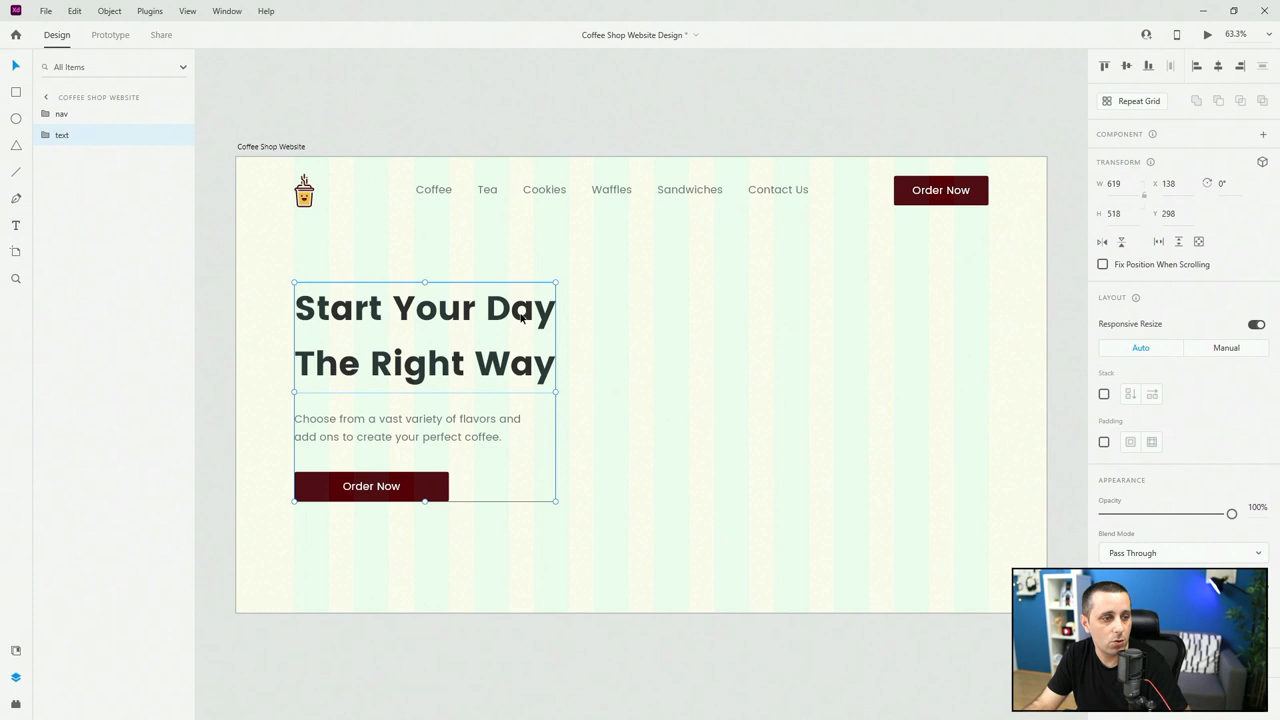 Xd File Edit Object Plugins View Window Help
Design Prototype Share
Coffee Shop Website Design *
63.3%
All Items
COFFEE SHOP WEBSITE
nav
text
Coffee Shop Website
Coffee Tea Cookies Waffles Sandwiches Contact Us
Order Now
Start Your Day
The Right Way
Choose from a vast variety of flavors and
add ons to create your perfect coffee.
Order Now
Repeat Grid
COMPONENT
TRANSFORM
W 619 X 138 0°
H 518 Y 298
Fix Position When Scrolling
LAYOUT
Responsive Resize
Auto Manual
Stack
Padding
APPEARANCE
Opacity
100%
Blend Mode
Pass Through